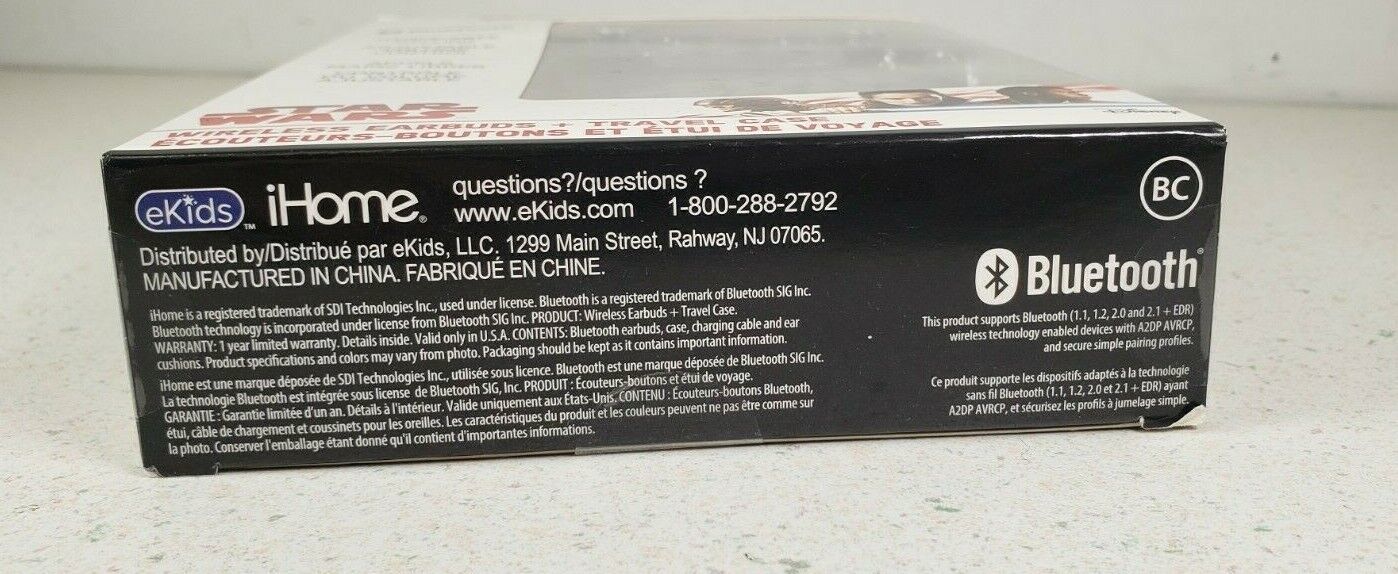 STAR
WARS
WIRELESS EARBUDS + TRAVEL CASE
ÉCOUTEURS BOUTONS ET ÉTUI DE VOYAGE
Disney
eKids™ iHome®
questions?/questions ?
www.eKids.com 1-800-288-2792
BC
Distributed by/Distribué par eKids, LLC. 1299 Main Street, Rahway, NJ 07065.
MANUFACTURED IN CHINA. FABRIQUÉ EN CHINE.
iHome is a registered trademark of SDI Technologies Inc., used under license. Bluetooth is a registered trademark of Bluetooth SIG Inc.
Bluetooth technology is incorporated under license from Bluetooth SIG Inc. PRODUCT: Wireless Earbuds + Travel Case.
WARRANTY: 1 year limited warranty. Details inside. Valid only in U.S.A. CONTENTS: Bluetooth earbuds, case, charging cable and ear
cushions. Product specifications and colors may vary from photo. Packaging should be kept as it contains important information.
iHome est une marque déposée de SDI Technologies Inc., utilisée sous licence. Bluetooth est une marque déposée de Bluetooth SIG Inc.
La technologie Bluetooth est intégrée sous license de Bluetooth SIG, Inc. PRODUIT : Écouteurs-boutons et étui de voyage.
GARANTIE : Garantie limitée d'un an. Détails à l'intérieur. Valide uniquement aux États-Unis. CONTENU : Écouteurs-boutons Bluetooth,
étui, câble de chargement et coussinets pour les oreilles. Les caractéristiques du produit et les couleurs peuvent ne pas être comme sur
la photo. Conserver l'emballage étant donné qu'il contient d'importantes informations.
Bluetooth®
This product supports Bluetooth (1.1, 1.2, 2.0 and 2.1 + EDR)
wireless technology enabled devices with A2DP AVRCP,
and secure simple pairing profiles.
Ce produit supporte les dispositifs adaptés à la technologie
sans fil Bluetooth (1.1, 1.2, 2.0 et 2.1 + EDR) ayant
A2DP AVRCP, et sécurisez les profils à jumelage simple.